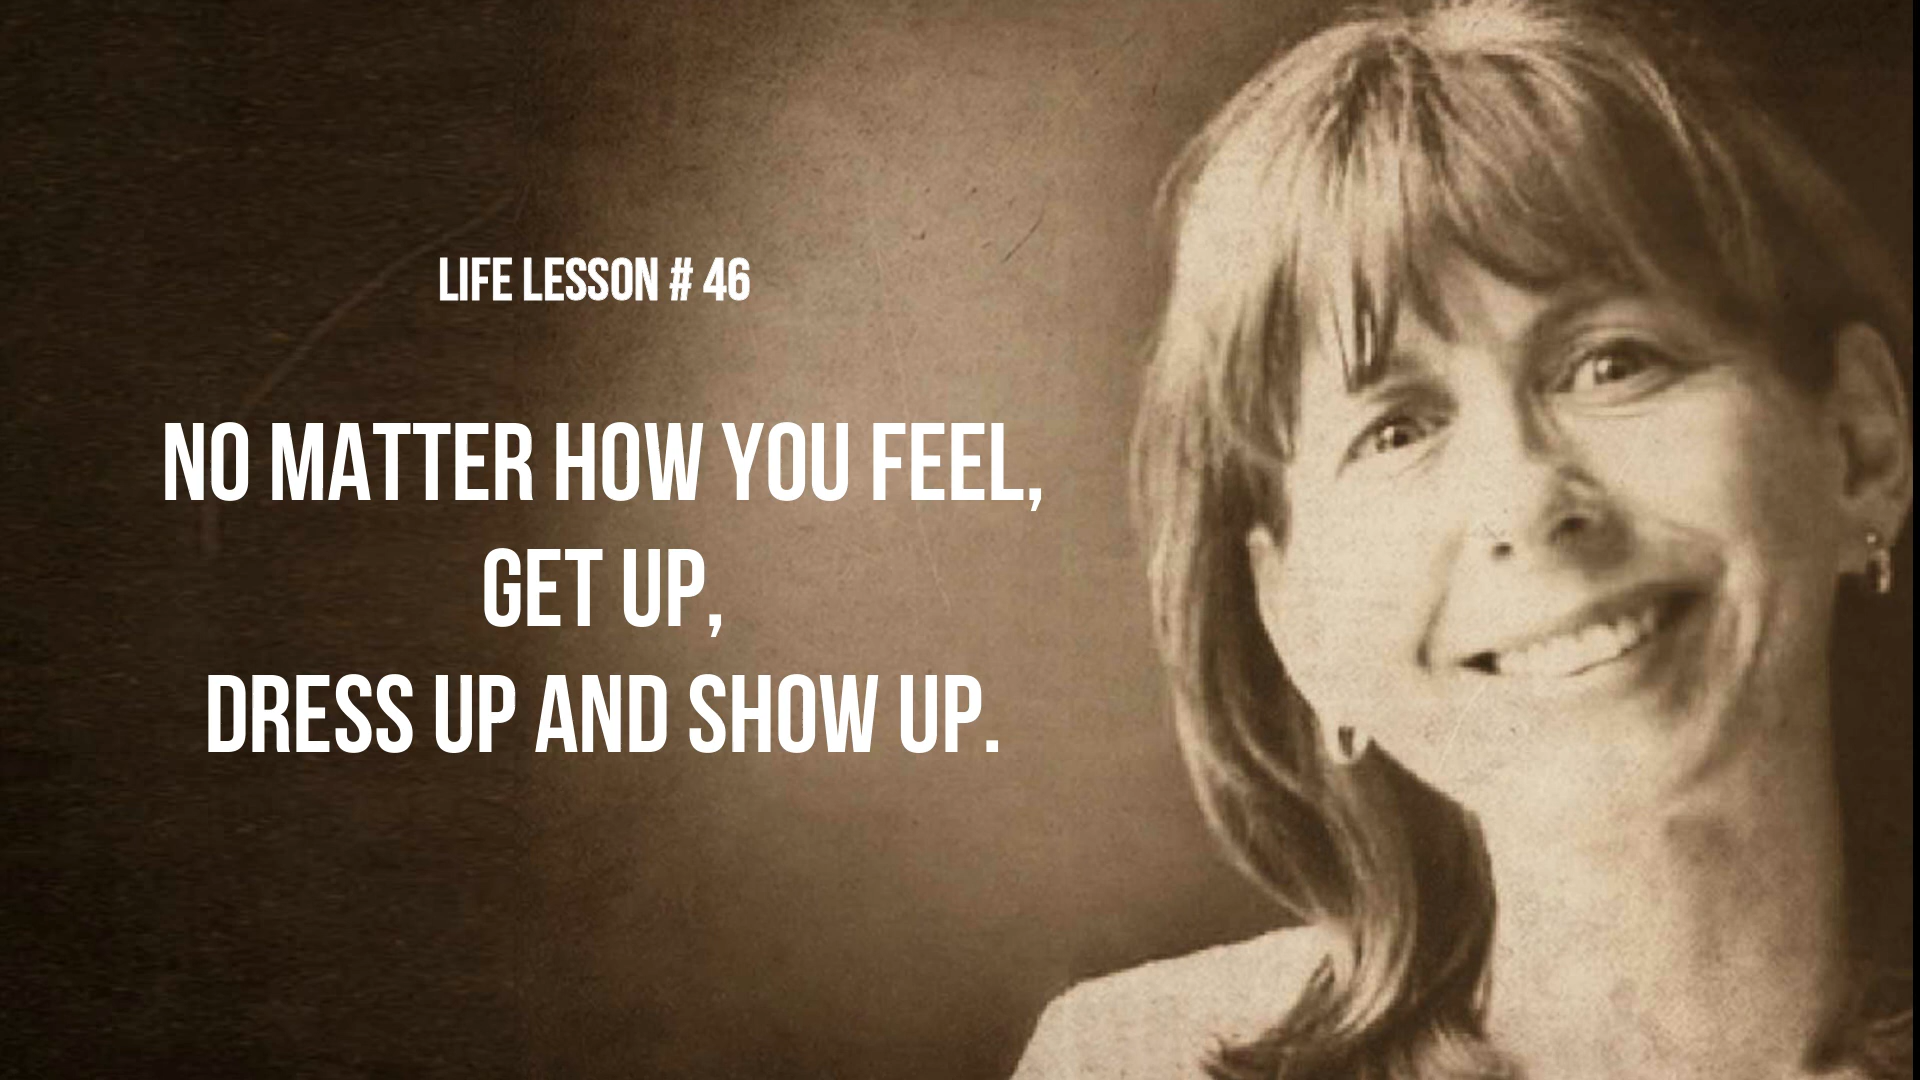 LIFE LESSON # 46
NO MATTER HOW YOU FEEL,
GET UP,
DRESS UP AND SHOW UP.